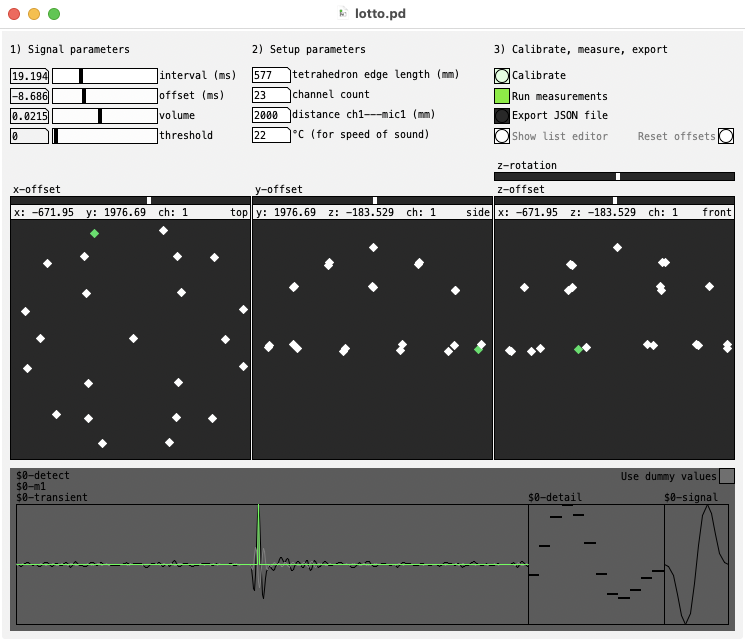 lotto.pd
1) Signal parameters
19.194 interval (ms)
-8.686 offset (ms)
0.0215 volume
0 threshold
2) Setup parameters
577 tetrahedron edge length (mm)
23 channel count
2000 distance ch1---mic1 (mm)
22 °C (for speed of sound)
3) Calibrate, measure, export
Calibrate
Run measurements
Export JSON file
Show list editor Reset offsets
z-rotation
x-offset y-offset z-offset
x: -671.95 y: 1976.69 ch: 1 top
y: 1976.69 z: -183.529 ch: 1 side
x: -671.95 z: -183.529 ch: 1 front
$0-detect
$0-m1
$0-transient
Use dummy values
$0-detail $0-signal